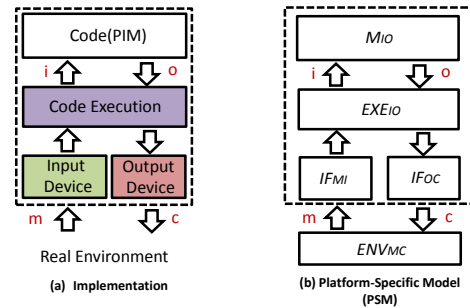 Code(PIM)
i
o
Code Execution
Input Device
Output Device
m
c
Real Environment
(a) Implementation
MIO
i
o
EXEIO
IFMI
IFOC
m
c
ENVMC
(b) Platform-Specific Model
(PSM)